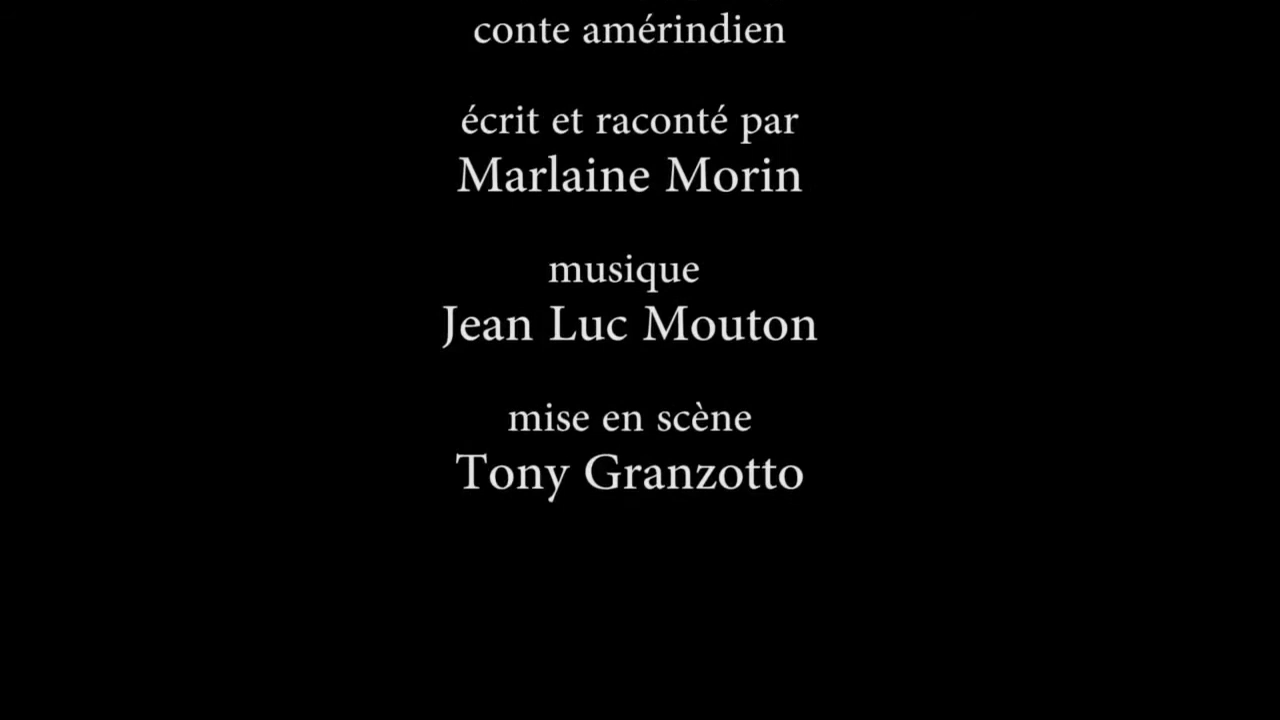 conte amérindien
écrit et raconté par
Marlaine Morin
musique
Jean Luc Mouton
mise en scène
Tony Granzotto